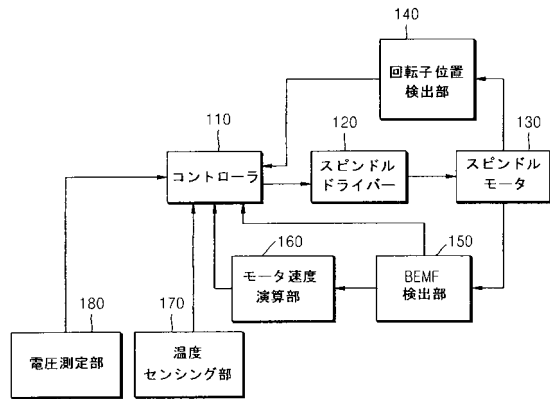 140
回転子位置
検出部
110
コントローラ
120
スピンドル
ドライバー
130
スピンドル
モータ
160
モータ速度
演算部
150
BEMF
検出部
180
電圧測定部
170
温度
センシング部